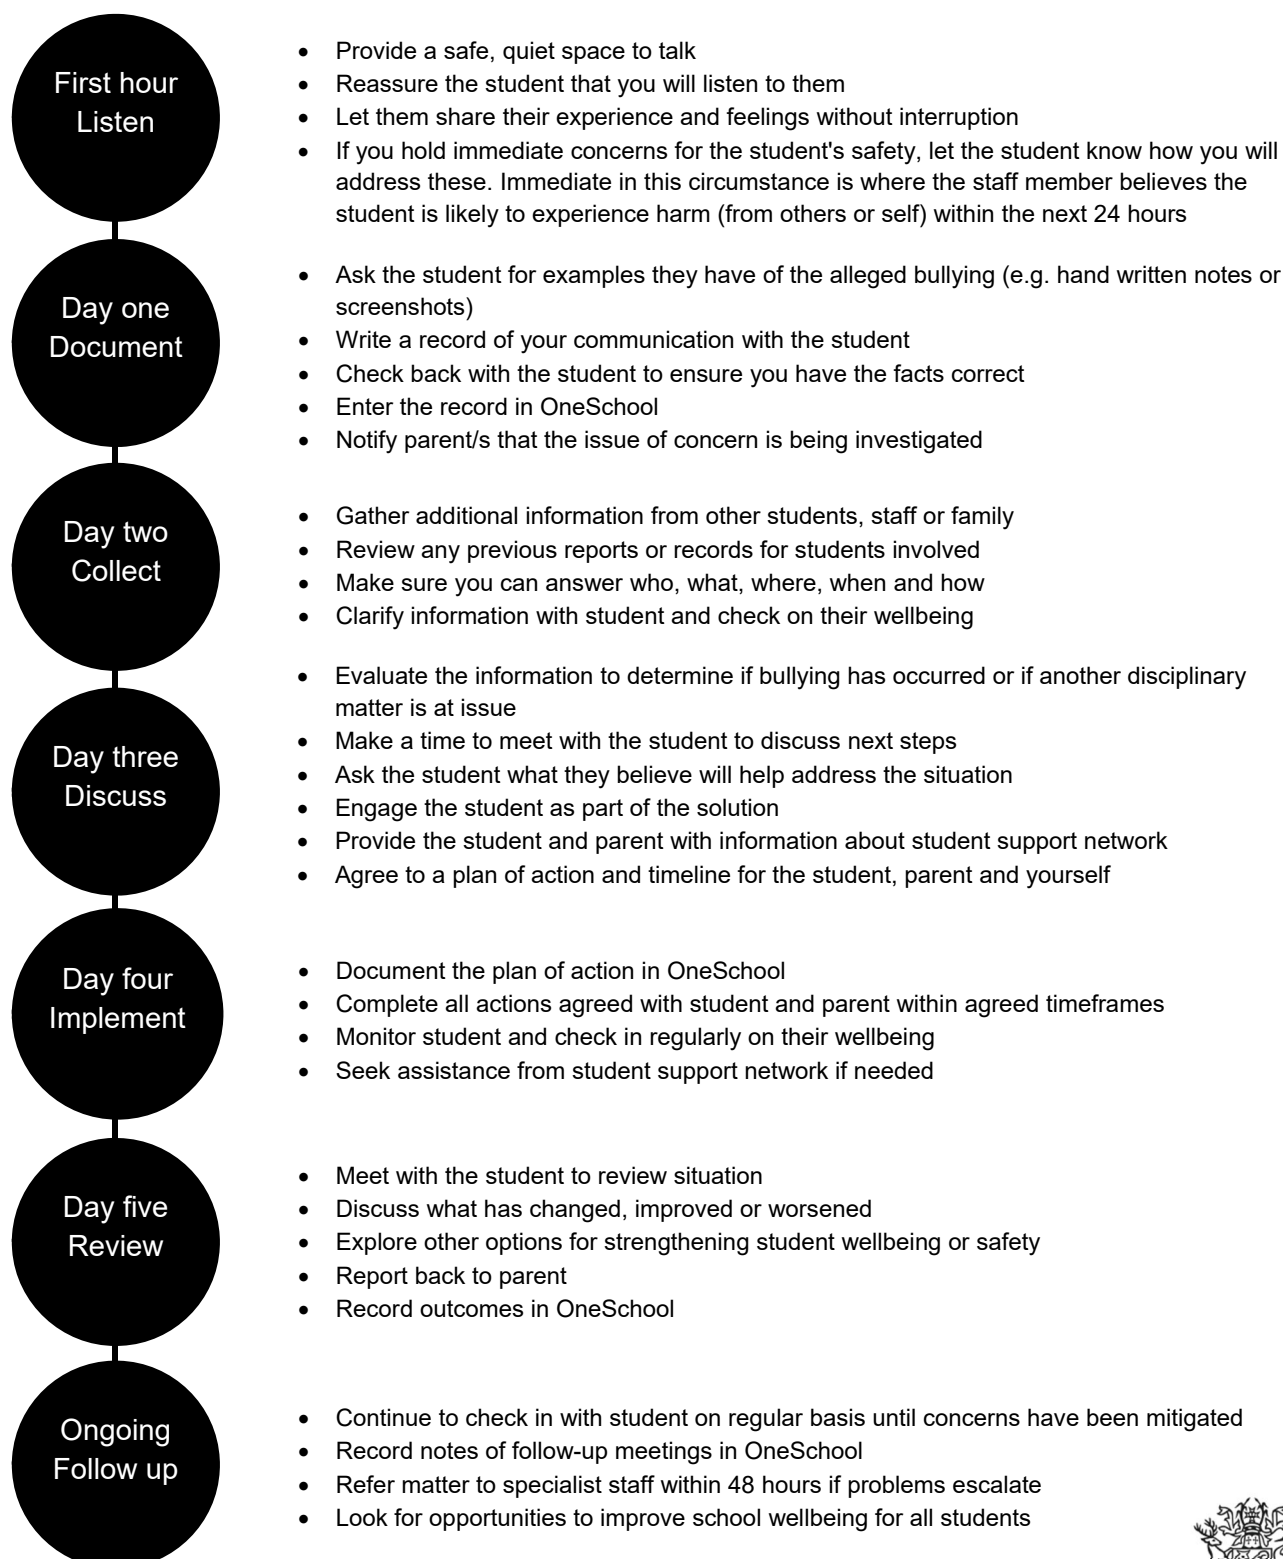 First hour
Listen
• Provide a safe, quiet space to talk
• Reassure the student that you will listen to them
• Let them share their experience and feelings without interruption
• If you hold immediate concerns for the student's safety, let the student know how you will
address these. Immediate in this circumstance is where the staff member believes the
student is likely to experience harm (from others or self) within the next 24 hours
Day one
Document
• Ask the student for examples they have of the alleged bullying (e.g. hand written notes or
screenshots)
• Write a record of your communication with the student
• Check back with the student to ensure you have the facts correct
• Enter the record in OneSchool
• Notify parent/s that the issue of concern is being investigated
Day two
Collect
• Gather additional information from other students, staff or family
• Review any previous reports or records for students involved
• Make sure you can answer who, what, where, when and how
• Clarify information with student and check on their wellbeing
Day three
Discuss
• Evaluate the information to determine if bullying has occurred or if another disciplinary
matter is at issue
• Make a time to meet with the student to discuss next steps
• Ask the student what they believe will help address the situation
• Engage the student as part of the solution
• Provide the student and parent with information about student support network
• Agree to a plan of action and timeline for the student, parent and yourself
Day four
Implement
• Document the plan of action in OneSchool
• Complete all actions agreed with student and parent within agreed timeframes
• Monitor student and check in regularly on their wellbeing
• Seek assistance from student support network if needed
Day five
Review
• Meet with the student to review situation
• Discuss what has changed, improved or worsened
• Explore other options for strengthening student wellbeing or safety
• Report back to parent
• Record outcomes in OneSchool
Ongoing
Follow up
• Continue to check in with student on regular basis until concerns have been mitigated
• Record notes of follow-up meetings in OneSchool
• Refer matter to specialist staff within 48 hours if problems escalate
• Look for opportunities to improve school wellbeing for all students